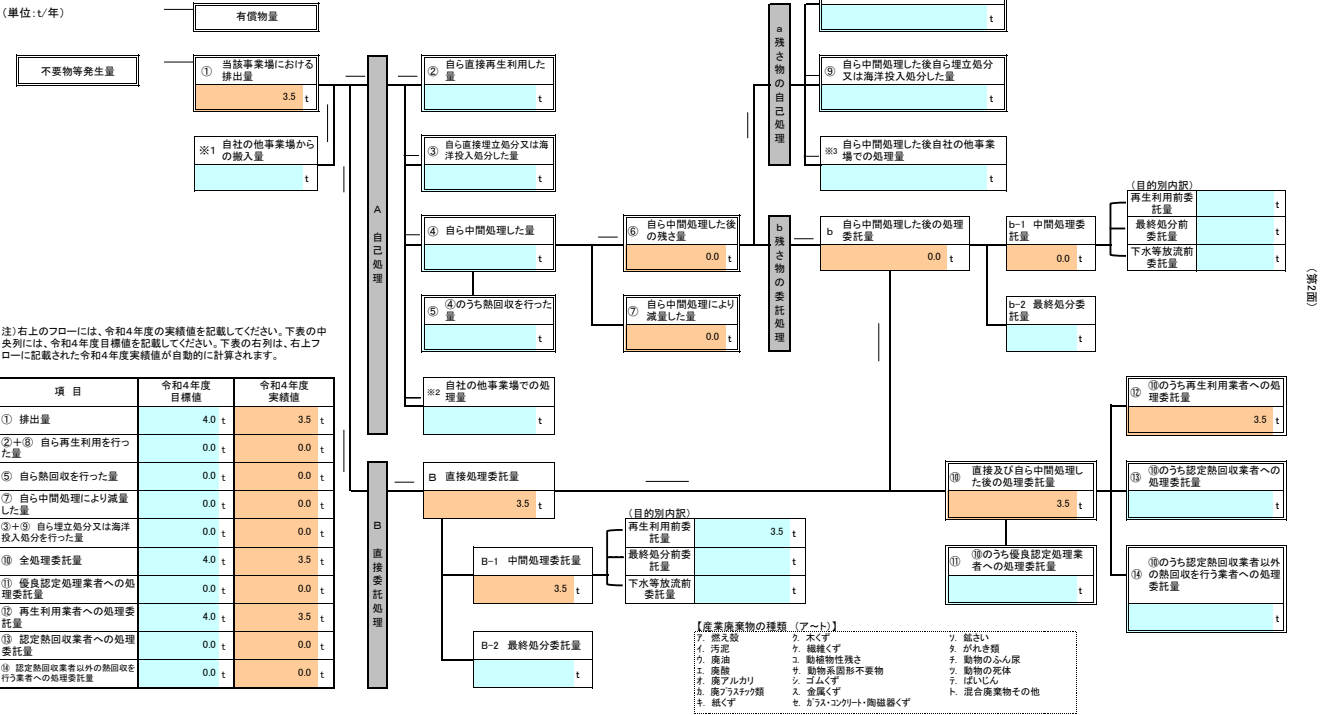 (単位:t/年)
有償物量
不要物等発生量
① 当該事業場における
排出量
3.5 t
※1 自社の他事業場から
の搬入量
t
A 自己処理
② 自ら直接再生利用した
量
t
③ 自ら直接埋立処分又は海
洋投入処分した量
t
④ 自ら中間処理した量
t
⑤ ④のうち熱回収を行った
量
t
※2 自社の他事業場での処
理量
t
⑥ 自ら中間処理した後
の残さ量
0.0 t
⑦ 自ら中間処理により
減量した量
0.0 t
a 残さ物の自己処理
t
⑨ 自ら中間処理した後自ら埋立処分
又は海洋投入処分した量
t
※3 自ら中間処理した後自社の他事業
場での処理量
t
b 残さ物の委託処理
b 自ら中間処理した後の処理
委託量
0.0 t
b-1 中間処理委
託量
0.0 t
(目的別内訳)
再生利用前委
託量 t
最終処分前
委託量 t
下水等放流前
委託量 t
b-2 最終処分委
託量
t
(第2面)
注)右上のフローには、令和4年度の実績値を記載してください。下表の中
央列には、令和4年度目標値を記載してください。下表の右列は、右上フ
ローに記載された令和4年度実績値が自動的に計算されます。
項 目 令和4年度
目標値 令和4年度
実績値
① 排出量 4.0 t 3.5 t
②+⑧ 自ら再生利用を行っ
た量 0.0 t 0.0 t
⑤ 自ら熱回収を行った量 0.0 t 0.0 t
⑦ 自ら中間処理により減量
した量 0.0 t 0.0 t
③+⑨ 自ら埋立処分又は海洋
投入処分を行った量 0.0 t 0.0 t
⑩ 全処理委託量 4.0 t 3.5 t
⑪ 優良認定処理業者への処
理委託量 0.0 t 0.0 t
⑫ 再生利用業者への処理委
託量 4.0 t 3.5 t
⑬ 認定熱回収業者への処理
委託量 0.0 t 0.0 t
⑭ 認定熱回収業者以外の熱回収を
行う業者への処理委託量 0.0 t 0.0 t
B 直接委託処理
B 直接処理委託量
3.5 t
B-1 中間処理委託量
3.5 t
(目的別内訳)
再生利用前委
託量 3.5 t
最終処分前委
託量
下水等放流前
委託量
B-2 最終処分委託量
t
⑩ 直接及び自ら中間処理し
た後の処理委託量
3.5 t
⑪ ⑩のうち優良認定処理業
者への処理委託量
t
⑫ ⑩のうち再生利用業者への処
理委託量
3.5 t
⑬ ⑩のうち認定熱回収業者への
処理委託量
t
⑭ ⑩のうち認定熱回収業者以外
の熱回収を行う業者への処理
委託量
t
【産業廃棄物の種類 (ア~ト)】
ア. 燃え殻 ク. 木くず ソ. 鉱さい
イ. 汚泥 ケ. 繊維くず タ. がれき類
ウ. 廃油 コ. 動植物性残さ チ. 動物のふん尿
エ. 廃酸 サ. 動物系固形不要物 ツ. 動物の死体
オ. 廃アルカリ シ. ゴムくず テ. ばいじん
カ. 廃プラスチック類 ス. 金属くず ト. 混合廃棄物その他
キ. 紙くず セ. ガラス・コンクリート・陶磁器くず